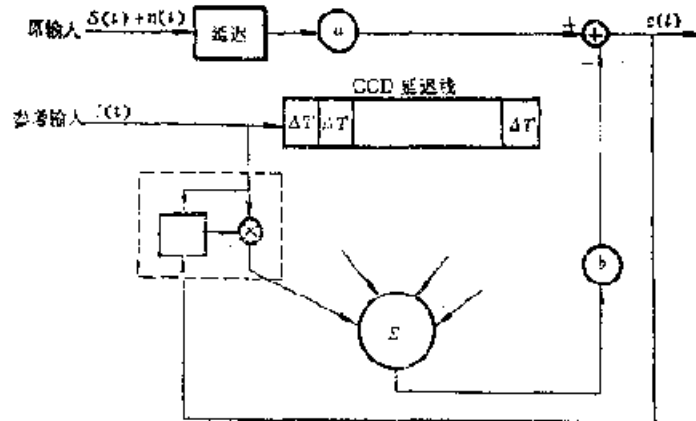 原输入 S(t)+n(t)
延迟
a
+
+
ε(t)
−
CCD 延迟线
参考输入 r(t)
ΔT ΔT ΔT
×
b
Σ